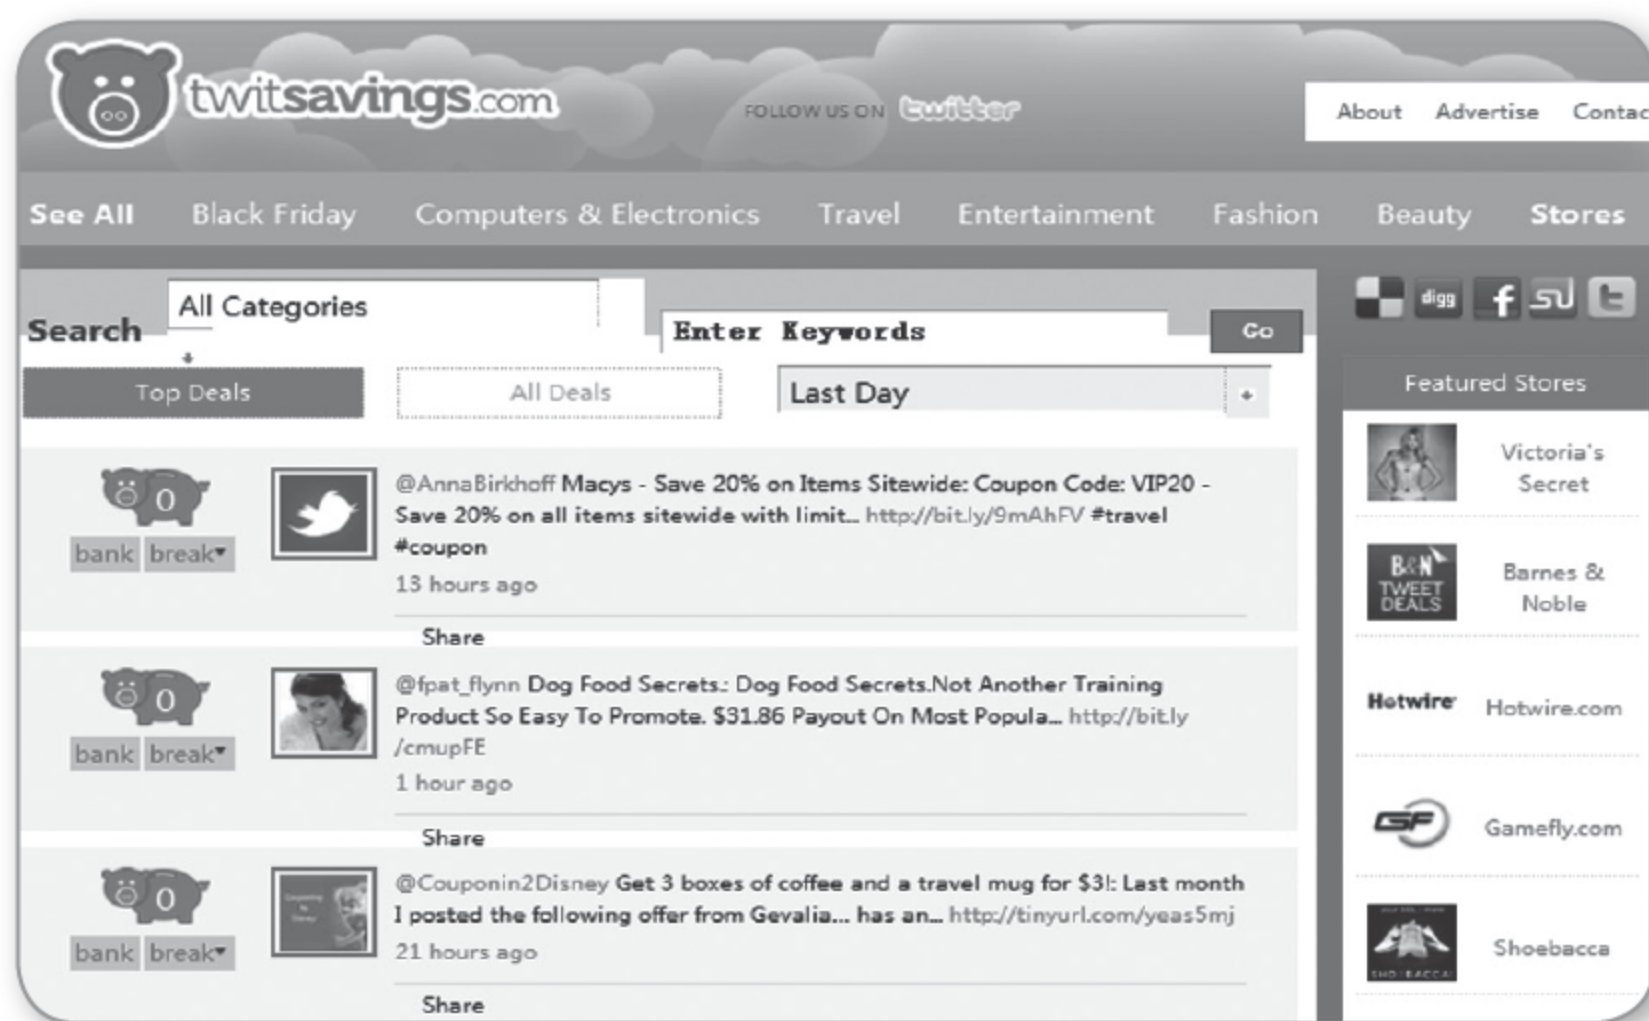 twitsavings.com
FOLLOW US ON twitter
About Advertise Contac
See All Black Friday Computers & Electronics Travel Entertainment Fashion Beauty Stores
Search All Categories Enter Keywords Go
digg
Top Deals All Deals Last Day
0
bank break
@AnnaBirkhoff Macys - Save 20% on Items Sitewide: Coupon Code: VIP20 -
Save 20% on all items sitewide with limit... http://bit.ly/9mAhFV #travel
#coupon
13 hours ago
Share
0
bank break
@fpat_flynn Dog Food Secrets.: Dog Food Secrets.Not Another Training
Product So Easy To Promote. $31.86 Payout On Most Popula... http://bit.ly
/cmupFE
1 hour ago
Share
0
bank break
@Couponin2Disney Get 3 boxes of coffee and a travel mug for $3!: Last month
I posted the following offer from Gevalia... has an... http://tinyurl.com/yeas5mj
21 hours ago
Share
Featured Stores
Victoria's
Secret
B&N
TWEET
DEALS
Barnes &
Noble
Hotwire
Hotwire.com
GF
Gamefly.com
SHOEBACCA!
Shoebacca